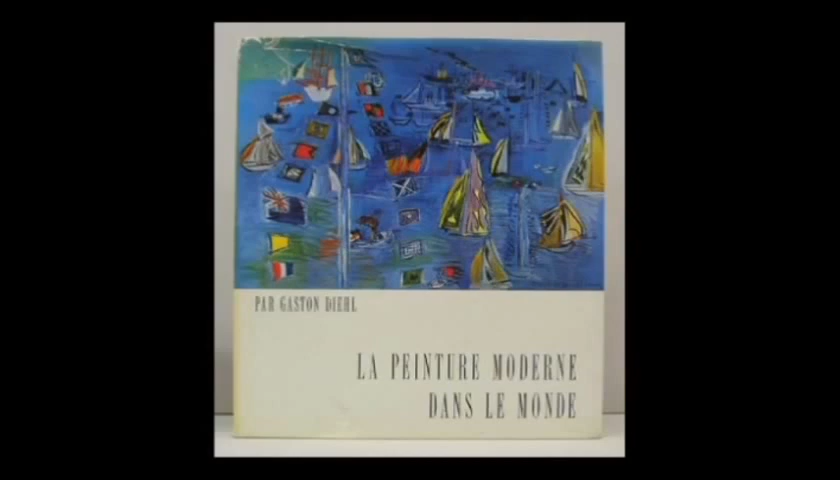 PAR GASTON DIEHL
LA PEINTURE MODERNE
DANS LE MONDE